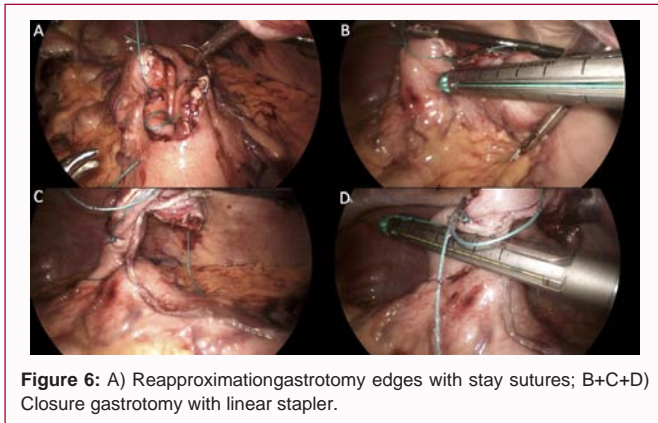 A
B
C
D
Figure 6: A) Reapproximationgastrotomy edges with stay sutures; B+C+D)
Closure gastrotomy with linear stapler.